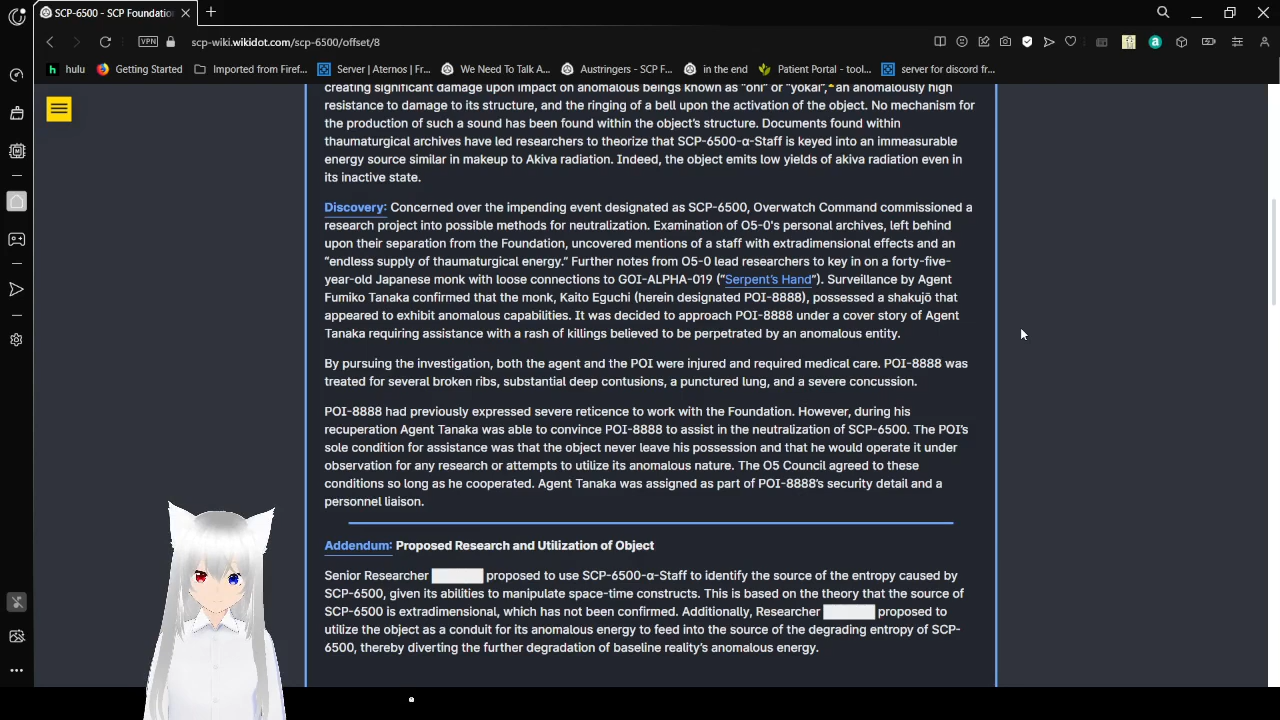 SCP-6500 - SCP Foundation
VPN scp-wiki.wikidot.com/scp-6500/offset/8
hulu Getting Started Imported from Firef... Server | Aternos | Fr... We Need To Talk A... Austringers - SCP F... in the end Patient Portal - tool... server for discord fr...
creating significant damage upon impact on anomalous beings known as "oni" or "yokai", an anomalously high
resistance to damage to its structure, and the ringing of a bell upon the activation of the object. No mechanism for
the production of such a sound has been found within the object's structure. Documents found within
thaumaturgical archives have led researchers to theorize that SCP-6500-α-Staff is keyed into an immeasurable
energy source similar in makeup to Akiva radiation. Indeed, the object emits low yields of akiva radiation even in
its inactive state.
Discovery: Concerned over the impending event designated as SCP-6500, Overwatch Command commissioned a
research project into possible methods for neutralization. Examination of O5-0's personal archives, left behind
upon their separation from the Foundation, uncovered mentions of a staff with extradimensional effects and an
“endless supply of thaumaturgical energy.” Further notes from O5-0 lead researchers to key in on a forty-five-
year-old Japanese monk with loose connections to GOI-ALPHA-019 (“Serpent's Hand”). Surveillance by Agent
Fumiko Tanaka confirmed that the monk, Kaito Eguchi (herein designated POI-8888), possessed a shakujō that
appeared to exhibit anomalous capabilities. It was decided to approach POI-8888 under a cover story of Agent
Tanaka requiring assistance with a rash of killings believed to be perpetrated by an anomalous entity.
By pursuing the investigation, both the agent and the POI were injured and required medical care. POI-8888 was
treated for several broken ribs, substantial deep contusions, a punctured lung, and a severe concussion.
POI-8888 had previously expressed severe reticence to work with the Foundation. However, during his
recuperation Agent Tanaka was able to convince POI-8888 to assist in the neutralization of SCP-6500. The POI's
sole condition for assistance was that the object never leave his possession and that he would operate it under
observation for any research or attempts to utilize its anomalous nature. The O5 Council agreed to these
conditions so long as he cooperated. Agent Tanaka was assigned as part of POI-8888's security detail and a
personnel liaison.
Addendum: Proposed Research and Utilization of Object
Senior Researcher proposed to use SCP-6500-α-Staff to identify the source of the entropy caused by
SCP-6500, given its abilities to manipulate space-time constructs. This is based on the theory that the source of
SCP-6500 is extradimensional, which has not been confirmed. Additionally, Researcher proposed to
utilize the object as a conduit for its anomalous energy to feed into the source of the degrading entropy of SCP-
6500, thereby diverting the further degradation of baseline reality's anomalous energy.